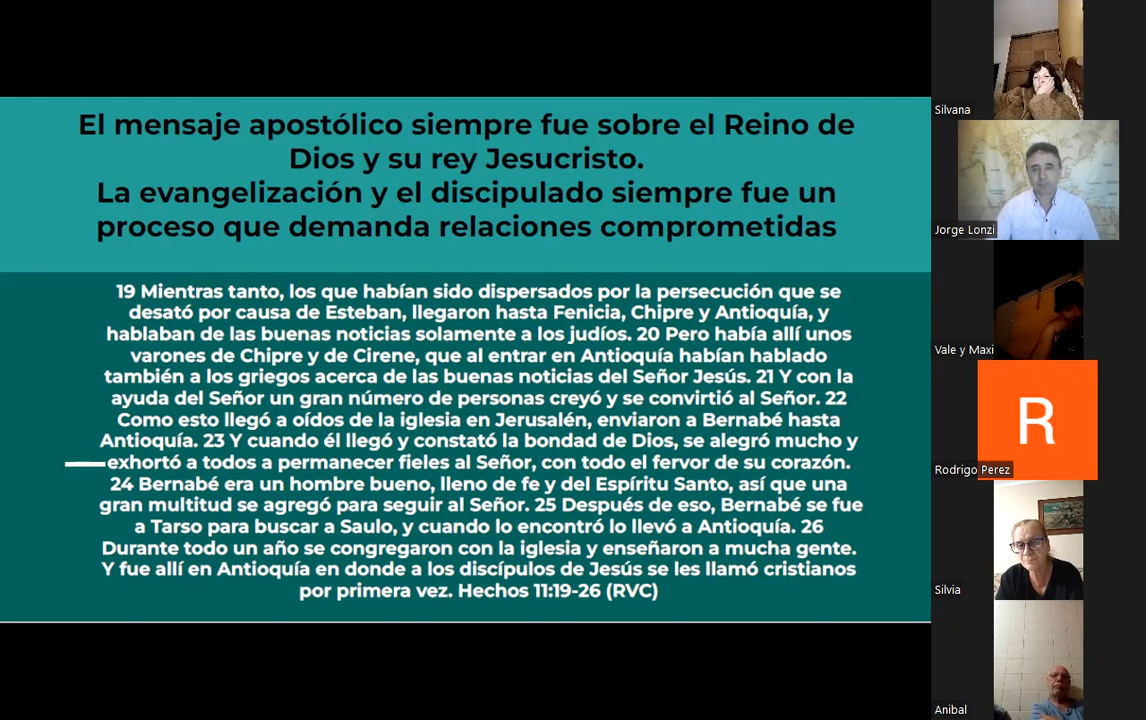 El mensaje apostólico siempre fue sobre el Reino de
Dios y su rey Jesucristo.
La evangelización y el discipulado siempre fue un
proceso que demanda relaciones comprometidas
19 Mientras tanto, los que habían sido dispersados por la persecución que se
desató por causa de Esteban, llegaron hasta Fenicia, Chipre y Antioquía, y
hablaban de las buenas noticias solamente a los judíos. 20 Pero había allí unos
varones de Chipre y de Cirene, que al entrar en Antioquía habían hablado
también a los griegos acerca de las buenas noticias del Señor Jesús. 21 Y con la
ayuda del Señor un gran número de personas creyó y se convirtió al Señor. 22
Como esto llegó a oídos de la iglesia en Jerusalén, enviaron a Bernabé hasta
Antioquía. 23 Y cuando él llegó y constató la bondad de Dios, se alegró mucho y
exhortó a todos a permanecer fieles al Señor, con todo el fervor de su corazón.
24 Bernabé era un hombre bueno, lleno de fe y del Espíritu Santo, así que una
gran multitud se agregó para seguir al Señor. 25 Después de eso, Bernabé se fue
a Tarso para buscar a Saulo, y cuando lo encontró lo llevó a Antioquía. 26
Durante todo un año se congregaron con la iglesia y enseñaron a mucha gente.
Y fue allí en Antioquía en donde a los discípulos de Jesús se les llamó cristianos
por primera vez. Hechos 11:19-26 (RVC)
Silvana
Jorge Lonzi
Vale y Maxi
R
Rodrigo Perez
Silvia
Anibal